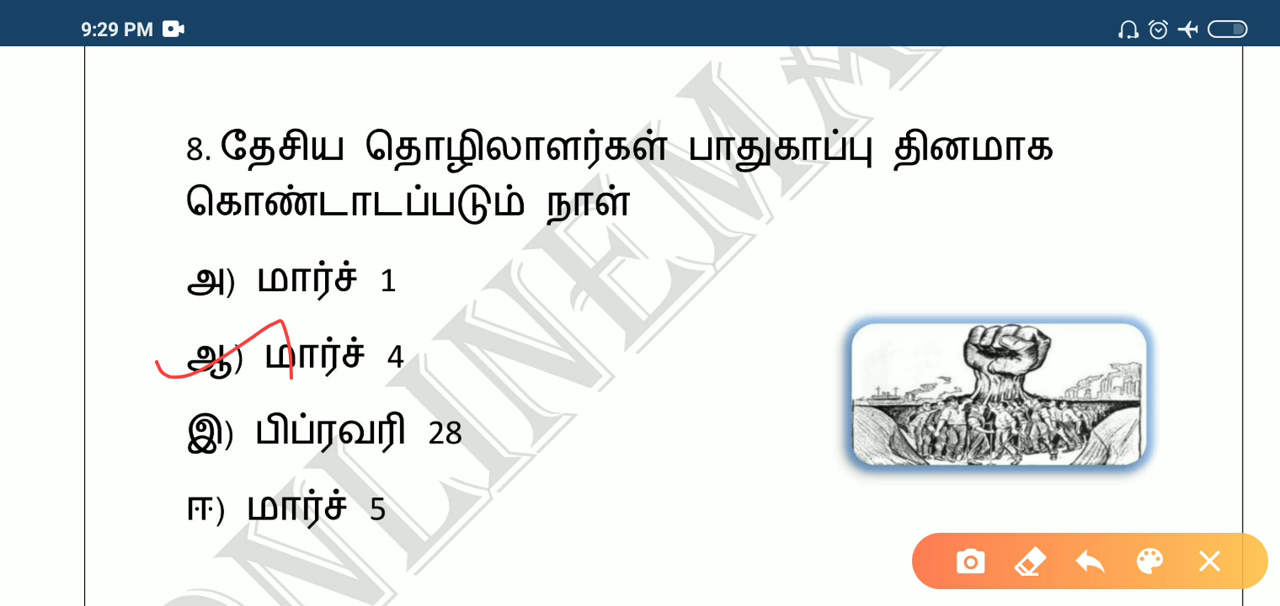 9:29 PM
8. தேசிய தொழிலாளர்கள் பாதுகாப்பு தினமாக
கொண்டாடப்படும் நாள்
அ) மார்ச் 1
ஆ) மார்ச் 4
இ) பிப்ரவரி 28
ஈ) மார்ச் 5